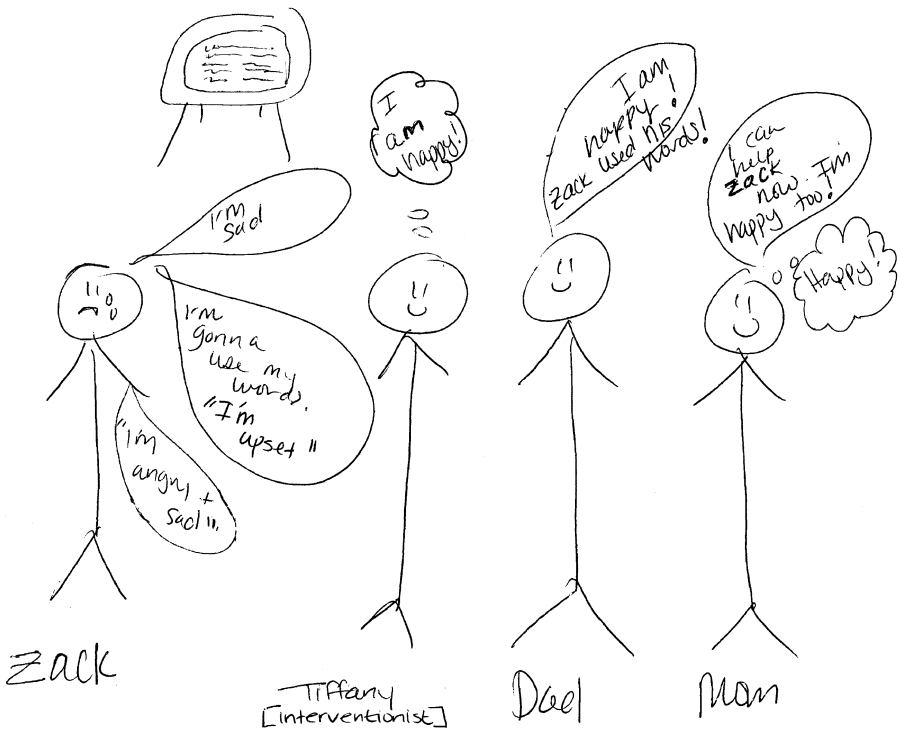 I
am
happy!
I am
happy!
Zack used his
words!
I can
help
Zack
now. I'm
happy too!
Happy!
I'm
sad
I'm
gonna
use my
words.
"I'm
upset"
"I'm
angry +
sad".
Zack
Tiffany
[interventionist]
Dad
Mom